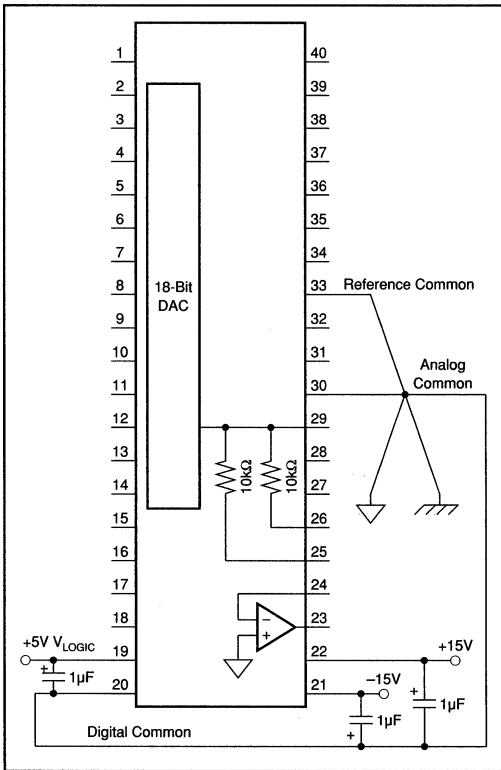 1 40
2 39
3 38
4 37
5 36
6 35
7 34
8 33 Reference Common
18-Bit
DAC
9 32
10 31
Analog
Common
11 30
12 29
13 28
10kΩ 10kΩ
14 27
15 26
16 25
17 24
−
+
18 23
+5V VLOGIC
+15V
19 22
+
1µF
−15V
20 21
+
1µF
1µF
Digital Common
+